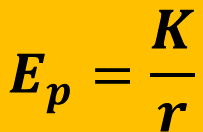 E_p = K/r